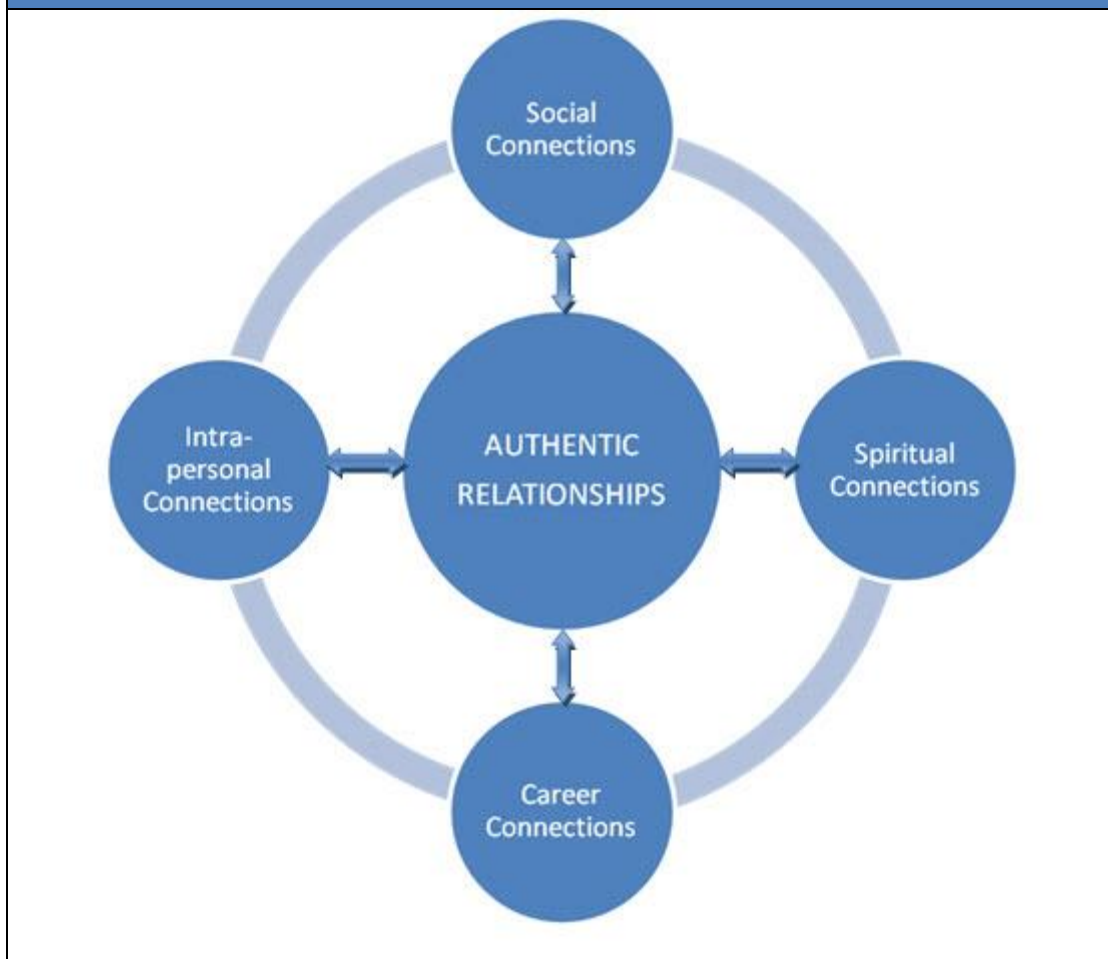 Social
Connections
Intra-
personal
Connections
AUTHENTIC
RELATIONSHIPS
Spiritual
Connections
Career
Connections